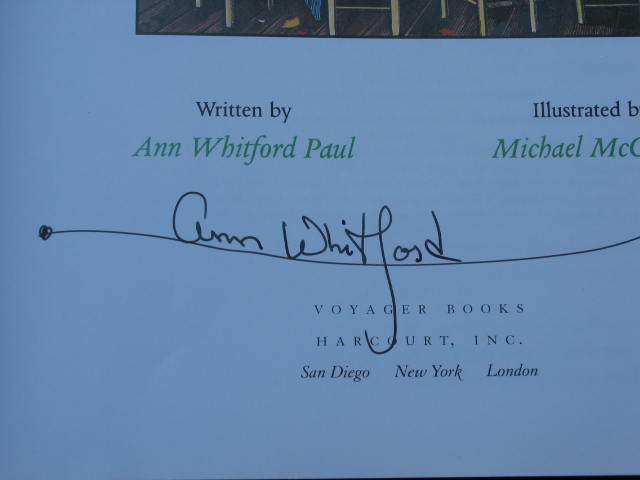 Written by
Illustrated b
Ann Whitford Paul
Michael McC
Ann Whitford
VOYAGER BOOKS
HARCOURT, INC.
San Diego New York London